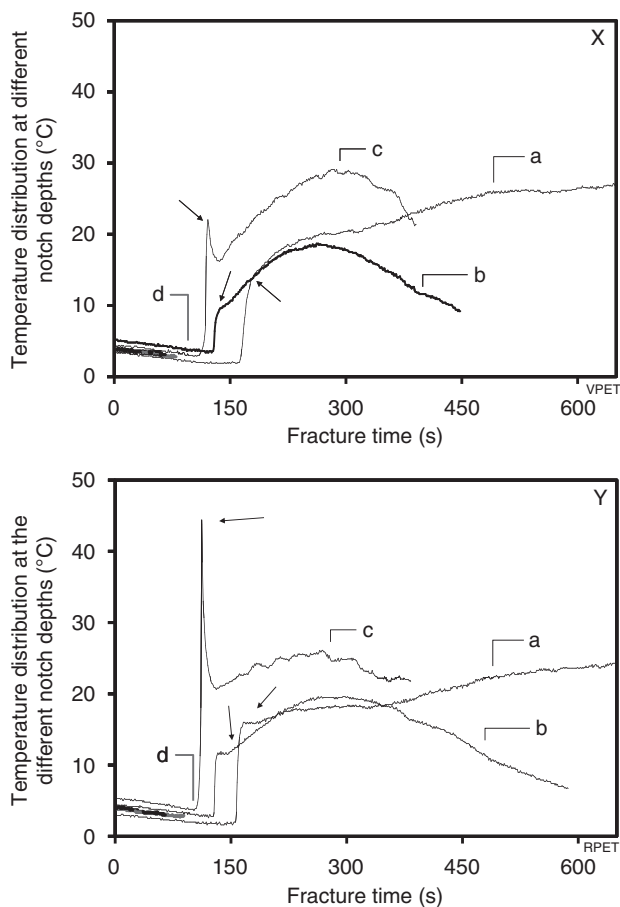 X
50
40
30
20
10
0
Temperature distribution at different
notch depths (°C)
c
a
d
b
VPET
0 150 300 450 600
Fracture time (s)
Y
50
40
30
20
10
0
Temperature distribution at the
different notch depths (°C)
c
a
b
d
RPET
0 150 300 450 600
Fracture time (s)